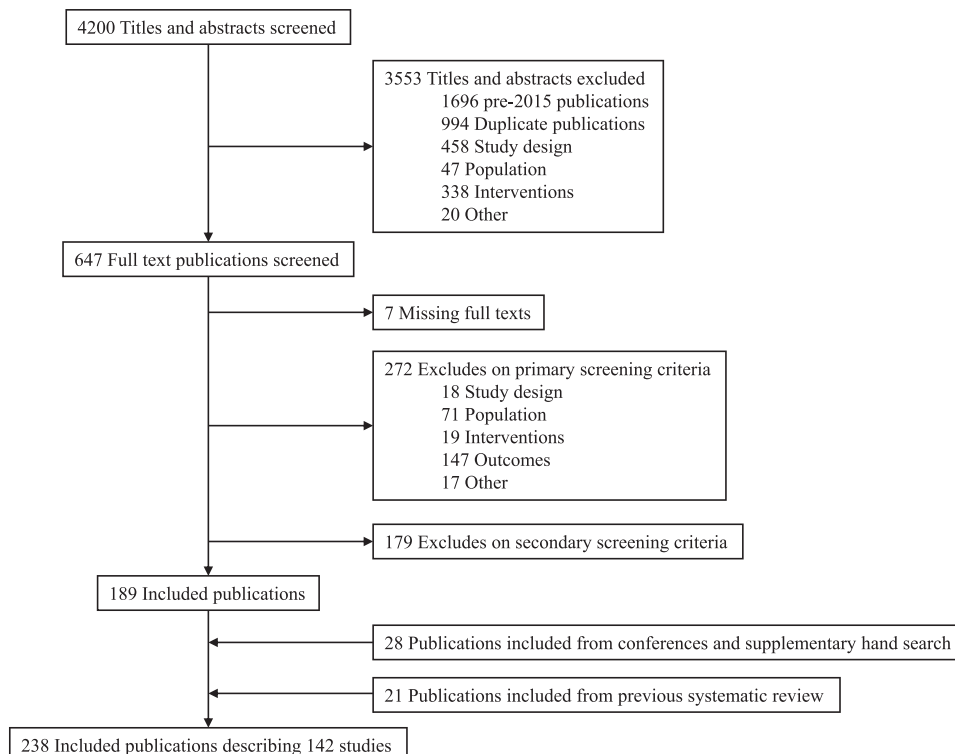 4200 Titles and abstracts screened
3553 Titles and abstracts excluded
1696 pre-2015 publications
994 Duplicate publications
458 Study design
47 Population
338 Interventions
20 Other
647 Full text publications screened
7 Missing full texts
272 Excludes on primary screening criteria
18 Study design
71 Population
19 Interventions
147 Outcomes
17 Other
179 Excludes on secondary screening criteria
189 Included publications
28 Publications included from conferences and supplementary hand search
21 Publications included from previous systematic review
238 Included publications describing 142 studies